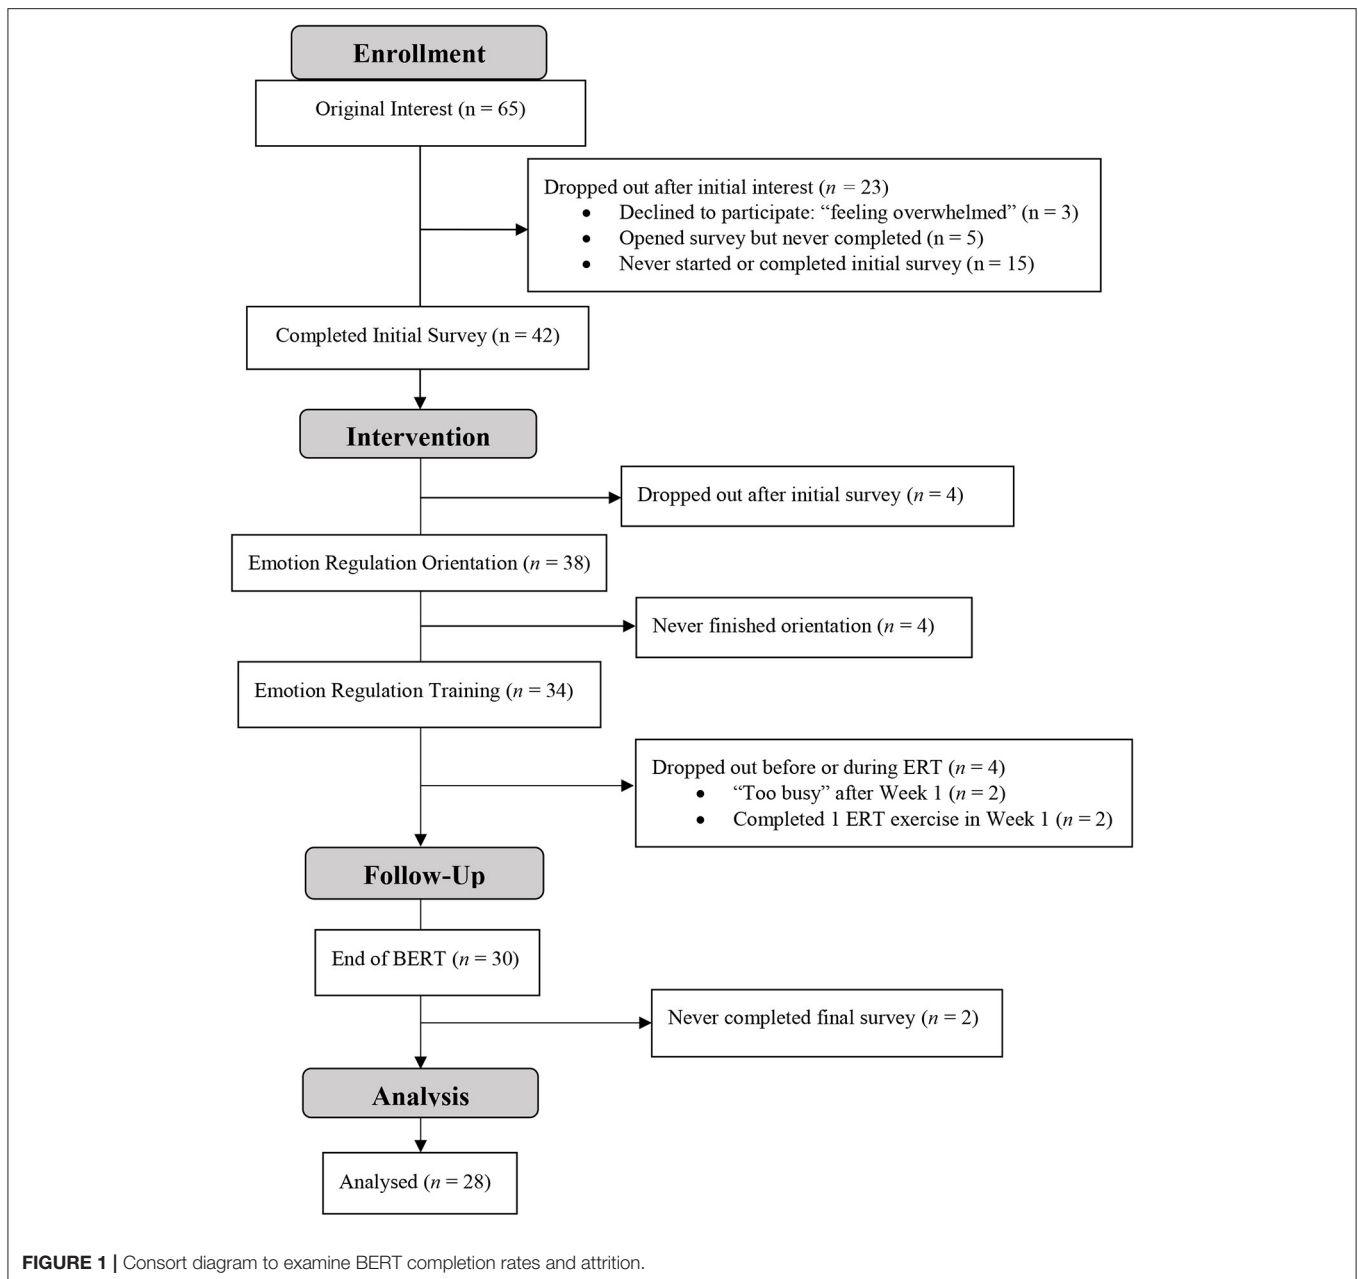 Enrollment
Original Interest (n = 65)
Dropped out after initial interest (n = 23)
• Declined to participate: “feeling overwhelmed” (n = 3)
• Opened survey but never completed (n = 5)
• Never started or completed initial survey (n = 15)
Completed Initial Survey (n = 42)
Intervention
Dropped out after initial survey (n = 4)
Emotion Regulation Orientation (n = 38)
Never finished orientation (n = 4)
Emotion Regulation Training (n = 34)
Dropped out before or during ERT (n = 4)
• “Too busy” after Week 1 (n = 2)
• Completed 1 ERT exercise in Week 1 (n = 2)
Follow-Up
End of BERT (n = 30)
Never completed final survey (n = 2)
Analysis
Analysed (n = 28)
FIGURE 1 | Consort diagram to examine BERT completion rates and attrition.